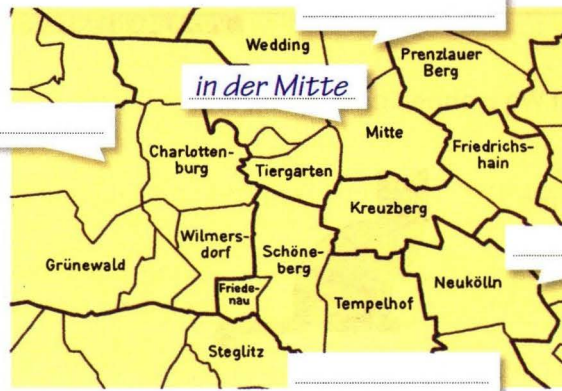 Wedding
Prenzlauer
Berg
in der Mitte
Mitte
Charlotten-
burg
Tiergarten
Friedrichs-
hain
Kreuzberg
Wilmers-
dorf
Schöne-
berg
Grünewald
Friede-
nau
Neukölln
Tempelhof
Steglitz